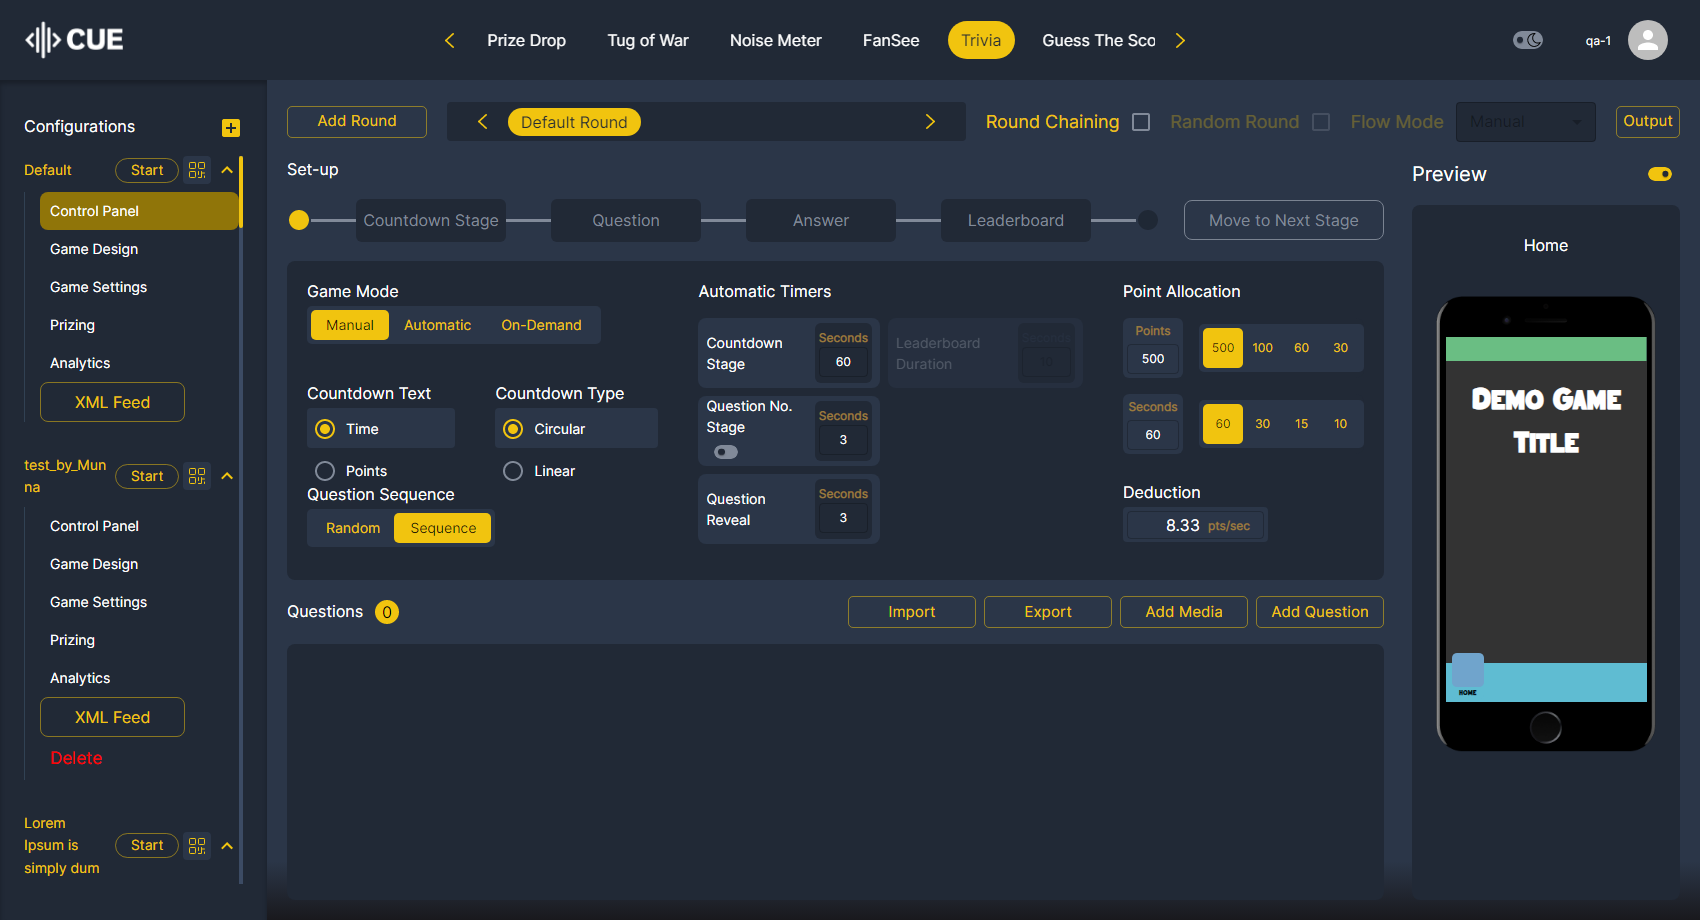 CUE
Prize Drop
Tug of War
Noise Meter
FanSee
Trivia
Guess The Sco
qa-1
Configurations
Default
Start
Control Panel
Game Design
Game Settings
Prizing
Analytics
XML Feed
test_by_Mun
na
Start
Control Panel
Game Design
Game Settings
Prizing
Analytics
XML Feed
Delete
Lorem
Ipsum is
simply dum
Start
Add Round
Default Round
Round Chaining
Random Round
Flow Mode
Manual
Output
Set-up
Countdown Stage
Question
Answer
Leaderboard
Move to Next Stage
Game Mode
Manual
Automatic
On-Demand
Countdown Text
Time
Points
Countdown Type
Circular
Linear
Question Sequence
Random
Sequence
Automatic Timers
Countdown
Stage
Seconds
60
Leaderboard
Duration
Seconds
10
Question No.
Stage
Seconds
3
Question
Reveal
Seconds
3
Point Allocation
Points
500
500
100
60
30
Seconds
60
60
30
15
10
Deduction
8.33 pts/sec
Questions 0
Import
Export
Add Media
Add Question
Preview
Home
Demo Game
Title
HOME